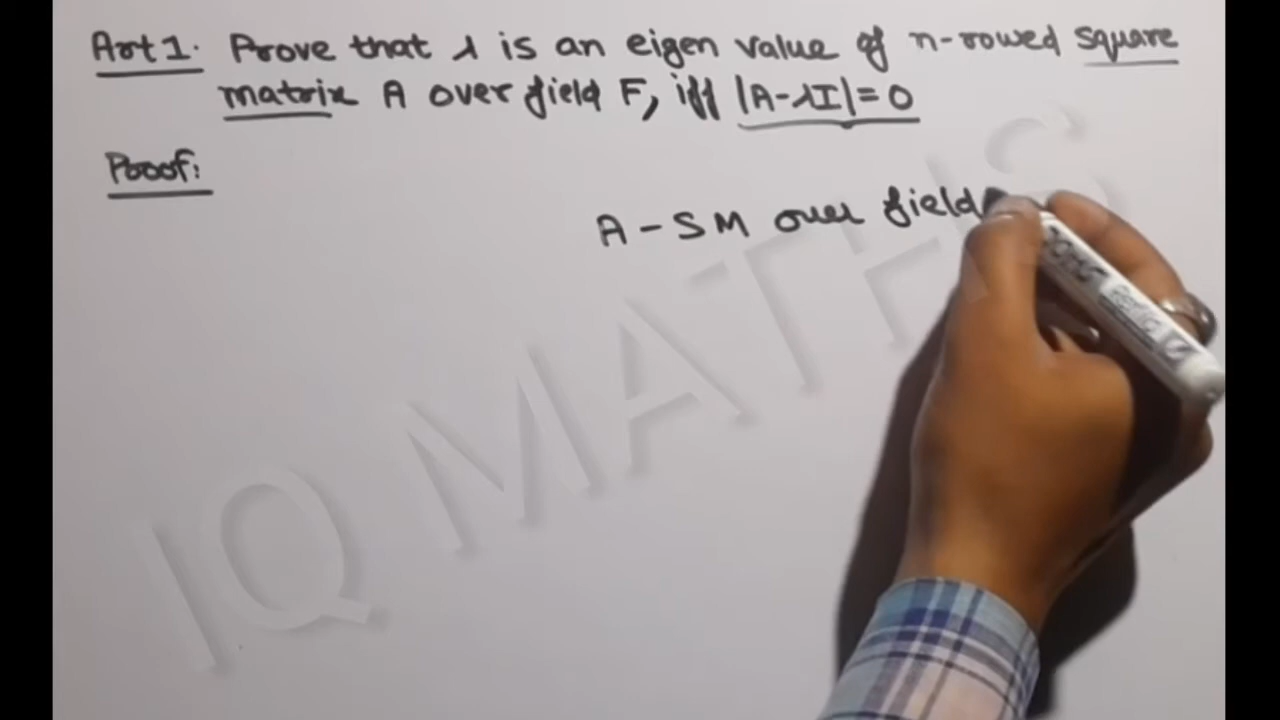 Art 1. Prove that λ is an eigen value of n-rowed square
matrix A over field F, iff |A-λI|=0
Proof:
A-SM over field
IQ MATHS